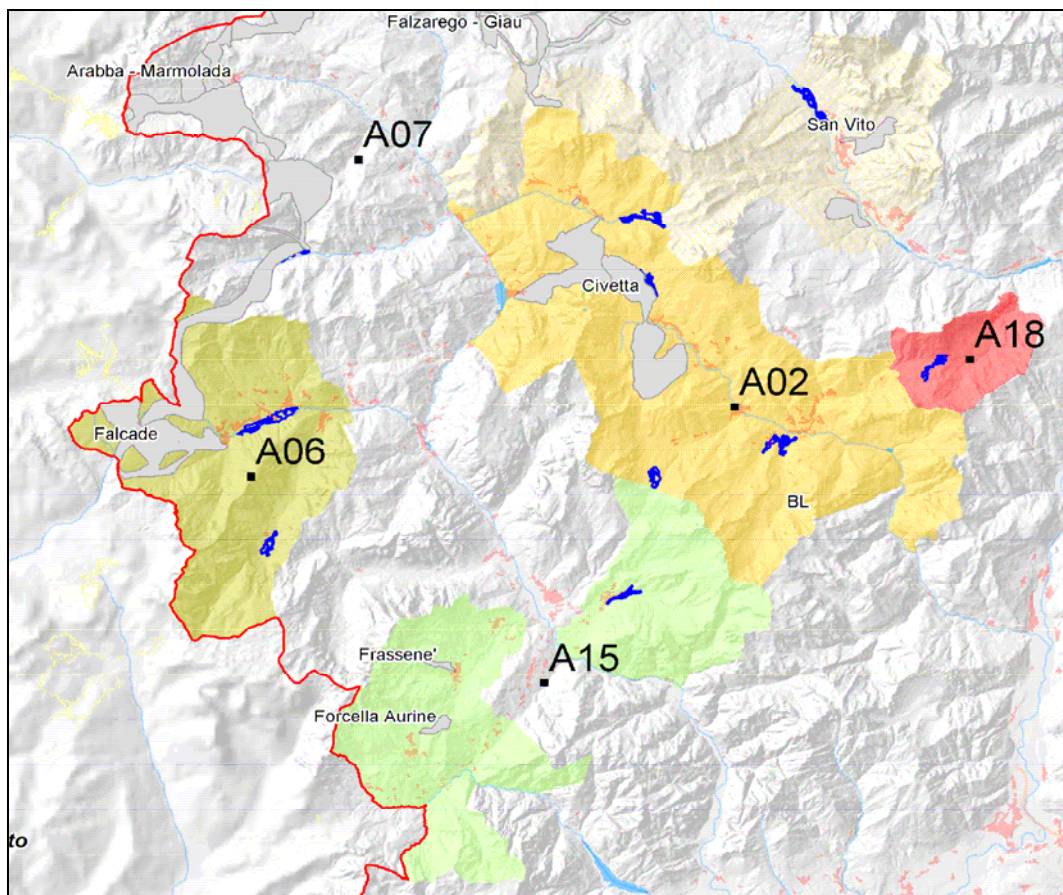 Falzarego - Giau
Arabba - Marmolada
San Vito
A07
Civetta
A18
A02
Falcade
A06
BL
Frassene'
A15
Forcella Aurine
to